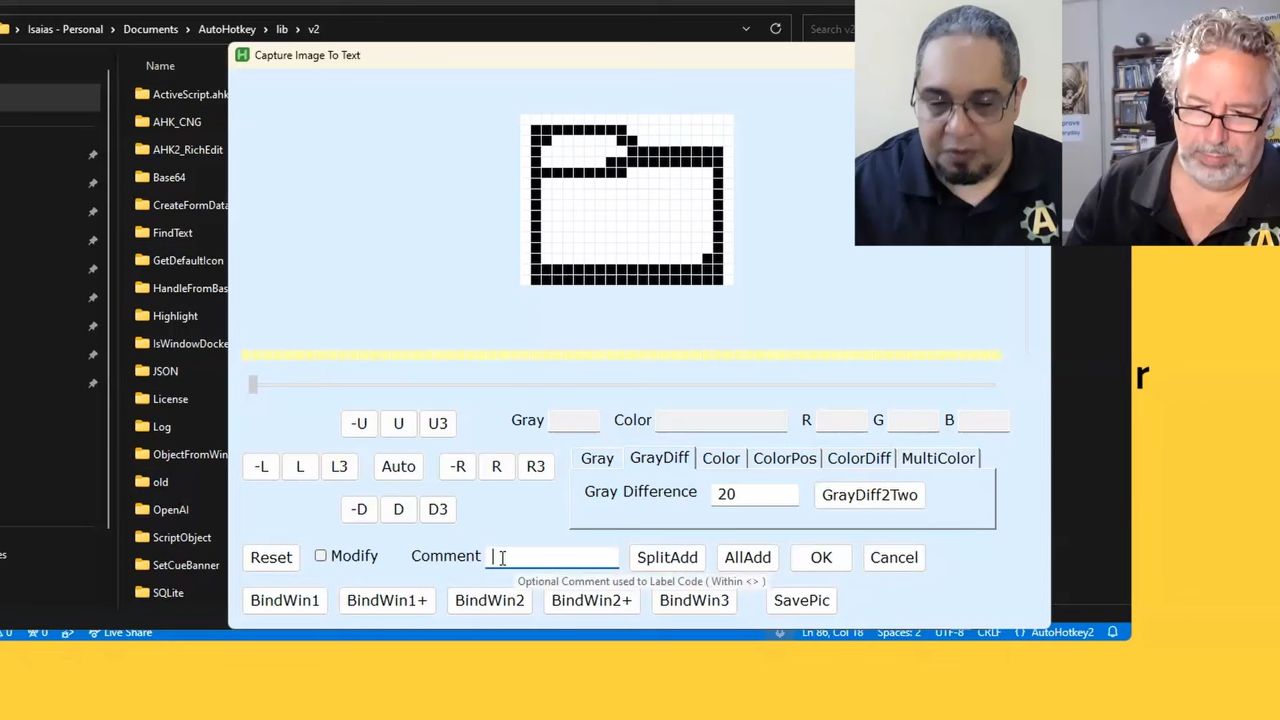 Isaias - Personal > Documents > AutoHotkey > lib > v2
Search v2
Capture Image To Text
Name
ActiveScript.ahk
AHK_CNG
AHK2_RichEdit
Base64
CreateFormData
FindText
GetDefaultIcon
HandleFromBas
Highlight
IsWindowDocke
JSON
License
Log
ObjectFromWin
old
OpenAI
ScriptObject
SetCueBanner
SQLite
-U U U3
Gray Color R G B
-L L L3 Auto -R R R3
Gray GrayDiff Color ColorPos ColorDiff MultiColor
Gray Difference 20 GrayDiff2Two
-D D D3
Reset Modify Comment SplitAdd AllAdd OK Cancel
Optional Comment used to Label Code ( Within <> )
BindWin1 BindWin1+ BindWin2 BindWin2+ BindWin3 SavePic
0 Live Share Ln 86, Col 18 Spaces: 2 UTF-8 CRLF {} AutoHotkey2
r
A
A